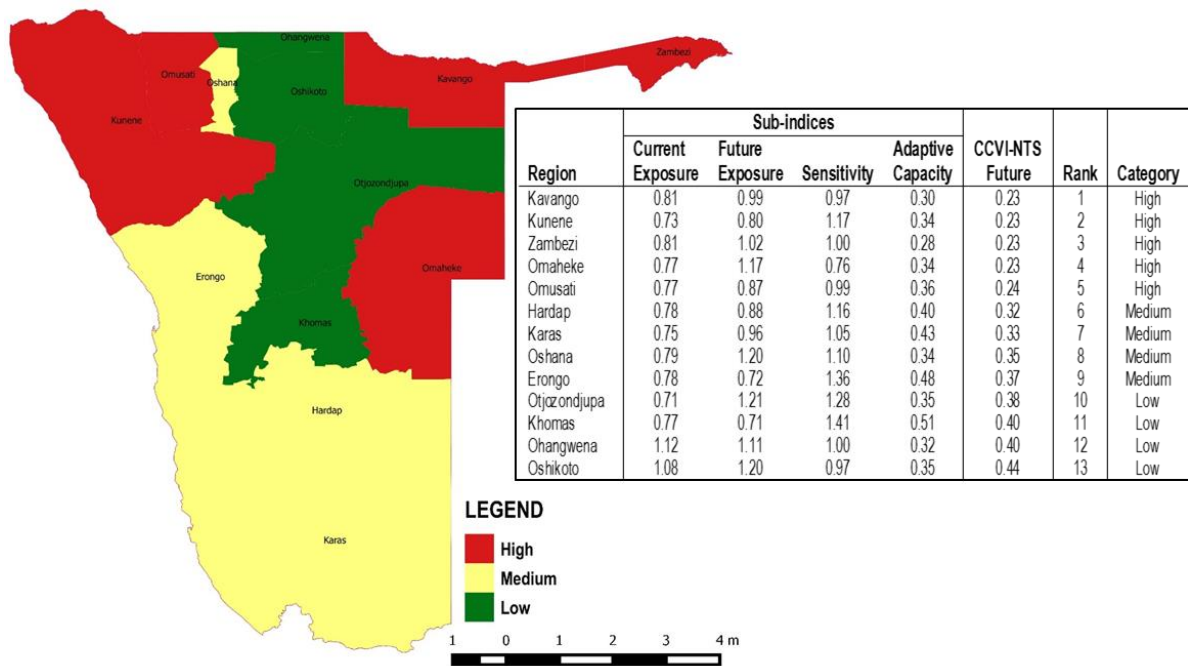 Ohangwena
Zambezi
Omusati
Oshana
Kavango
Oshikoto
Kunene
Otjozondjupa
Omaheke
Erongo
Khomas
Hardap
Karas
Sub-indices
Region Current Exposure Future Exposure Sensitivity Adaptive Capacity CCVI-NTS Future Rank Category
Kavango 0.81 0.99 0.97 0.30 0.23 1 High
Kunene 0.73 0.80 1.17 0.34 0.23 2 High
Zambezi 0.81 1.02 1.00 0.28 0.23 3 High
Omaheke 0.77 1.17 0.76 0.34 0.23 4 High
Omusati 0.77 0.87 0.99 0.36 0.24 5 High
Hardap 0.78 0.88 1.16 0.40 0.32 6 Medium
Karas 0.75 0.96 1.05 0.43 0.33 7 Medium
Oshana 0.79 1.20 1.10 0.34 0.35 8 Medium
Erongo 0.78 0.72 1.36 0.48 0.37 9 Medium
Otjozondjupa 0.71 1.21 1.28 0.35 0.38 10 Low
Khomas 0.77 0.71 1.41 0.51 0.40 11 Low
Ohangwena 1.12 1.11 1.00 0.32 0.40 12 Low
Oshikoto 1.08 1.20 0.97 0.35 0.44 13 Low
LEGEND
High
Medium
Low
1 0 1 2 3 4 m